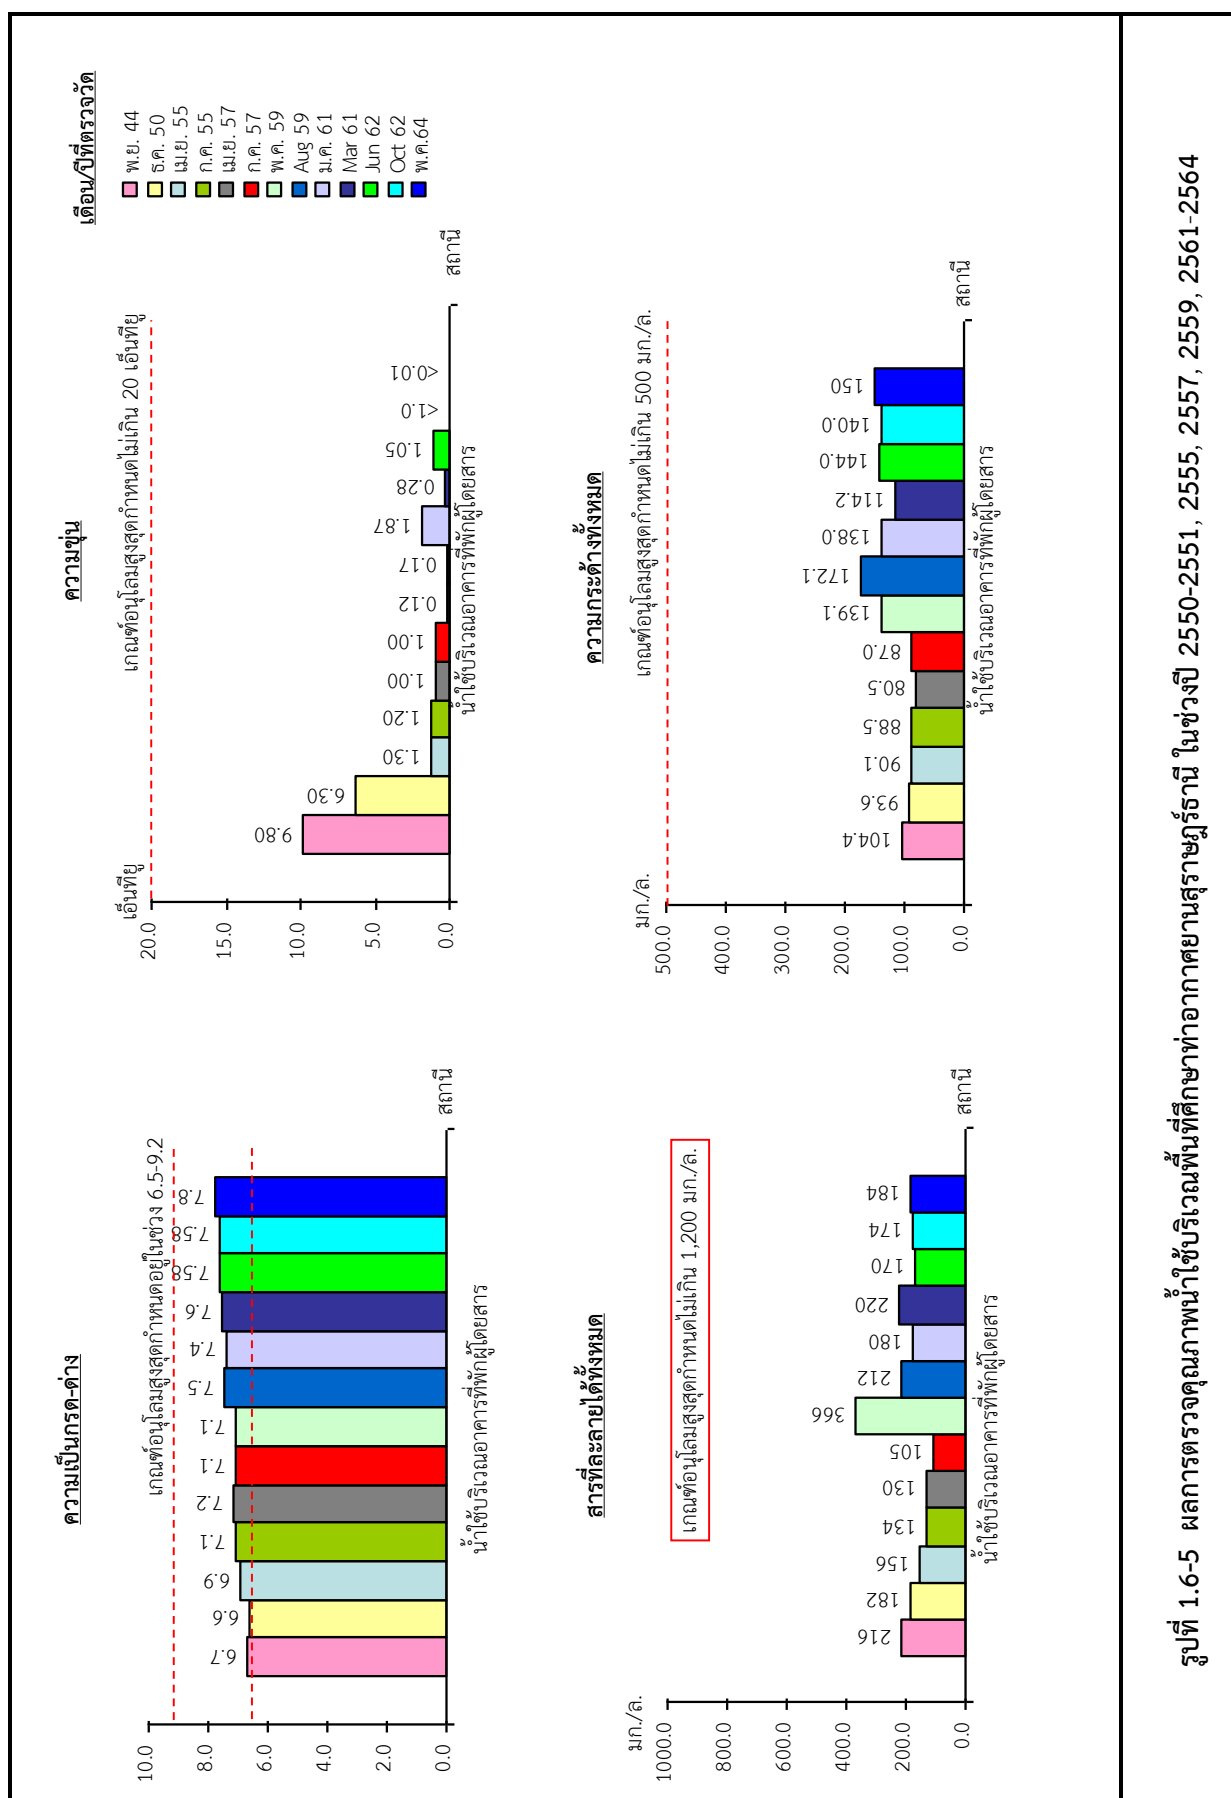 เดือน/ปีที่ตรวจวัด
พ.ย. 44
ธ.ค. 50
เม.ย. 55
ก.ค. 55
เม.ย. 57
ก.ค. 57
พ.ค. 59
Aug 59
ม.ค. 61
Mar 61
Jun 62
Oct 62
พ.ค.64
ความเป็นกรด-ด่าง
เกณฑ์อนุโลมสูงสุดกำหนดอยู่ในช่วง 6.5-9.2
10.0
8.0
6.0
4.0
2.0
0.0
6.7
6.6
6.9
7.1
7.2
7.1
7.1
7.5
7.4
7.6
7.58
7.58
7.8
สถานี
น้ำใช้บริเวณอาคารที่พักผู้โดยสาร
ความขุ่น
เอ็นทียู
เกณฑ์อนุโลมสูงสุดกำหนดไม่เกิน 20 เอ็นทียู
20.0
15.0
10.0
5.0
0.0
9.80
6.30
1.30
1.20
1.00
1.00
0.12
0.17
1.87
0.28
1.05
<1.0
<0.01
สถานี
น้ำใช้บริเวณอาคารที่พักผู้โดยสาร
สารที่ละลายได้ทั้งหมด
มก./ล.
เกณฑ์อนุโลมสูงสุดกำหนดไม่เกิน 1,200 มก./ล.
1000.0
800.0
600.0
400.0
200.0
0.0
216
182
156
134
130
105
366
212
180
220
170
174
184
สถานี
น้ำใช้บริเวณอาคารที่พักผู้โดยสาร
ความกระด้างทั้งหมด
มก./ล.
เกณฑ์อนุโลมสูงสุดกำหนดไม่เกิน 500 มก./ล.
500.0
400.0
300.0
200.0
100.0
0.0
104.4
93.6
90.1
88.5
80.5
87.0
139.1
172.1
138.0
114.2
144.0
140.0
150
สถานี
น้ำใช้บริเวณอาคารที่พักผู้โดยสาร
รูปที่ 1.6-5 ผลการตรวจคุณภาพน้ำใช้บริเวณพื้นที่ศึกษาท่าอากาศยานสุราษฎร์ธานี ในช่วงปี 2550-2551, 2555, 2557, 2559, 2561-2564